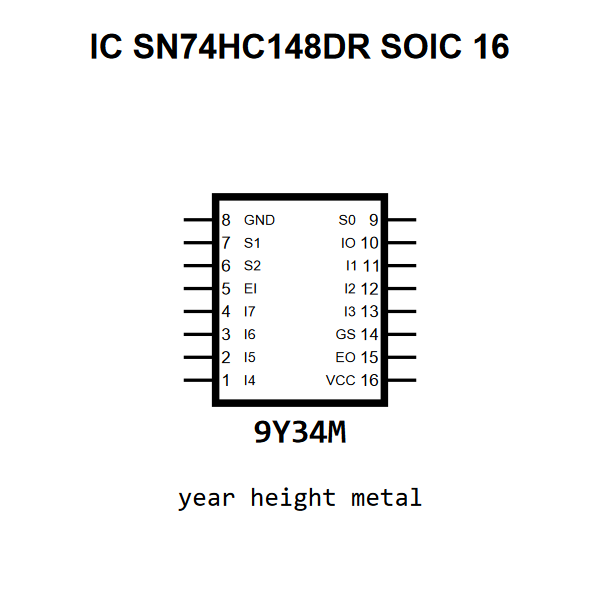 IC SN74HC148DR SOIC 16
8 GND S0 9
7 S1 IO 10
6 S2 I1 11
5 EI I2 12
4 I7 I3 13
3 I6 GS 14
2 I5 EO 15
1 I4 VCC 16
9Y34M
year height metal